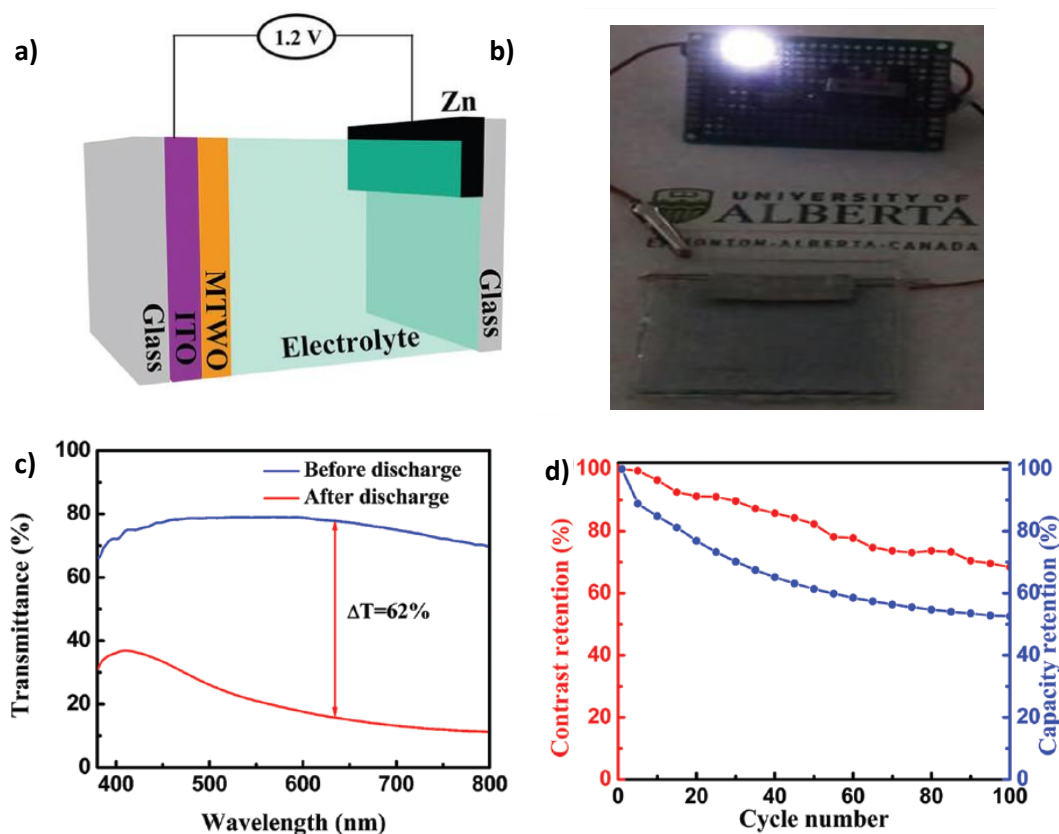 a)
1.2 V
Zn
Glass
ITO
MTWO
Electrolyte
Glass
b)
UNIVERSITY OF
ALBERTA
EDMONTON·ALBERTA·CANADA
c)
100
80
60
40
20
0
Transmittance (%)
Before discharge
After discharge
ΔT=62%
400 500 600 700 800
Wavelength (nm)
d)
100
80
60
40
20
0
Contrast retention (%)
100
80
60
40
20
0
Capacity retention (%)
0 20 40 60 80 100
Cycle number